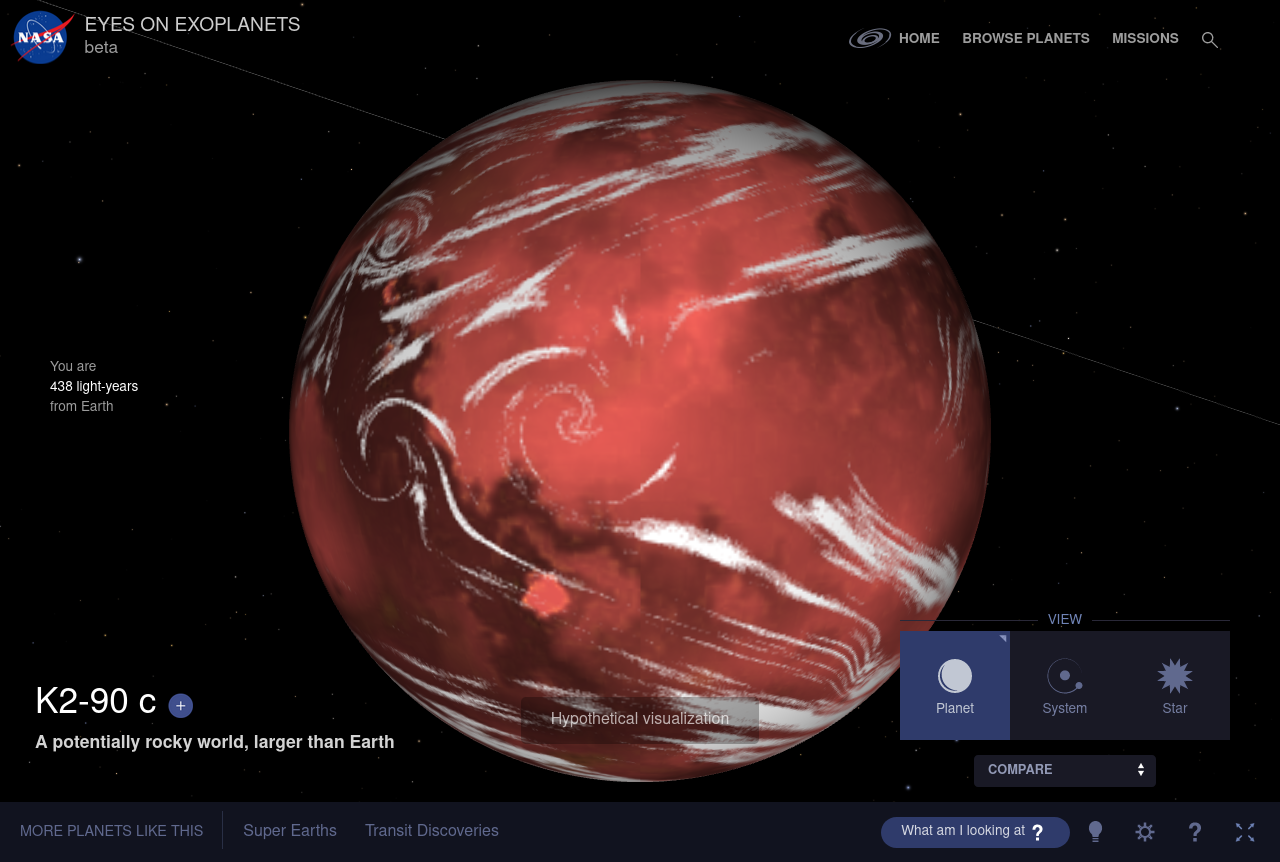 NASA
EYES ON EXOPLANETS
beta
HOME
BROWSE PLANETS
MISSIONS
You are
438 light-years
from Earth
VIEW
Planet
System
Star
K2-90 c +
A potentially rocky world, larger than Earth
Hypothetical visualization
COMPARE
MORE PLANETS LIKE THIS
Super Earths
Transit Discoveries
What am I looking at ?
?